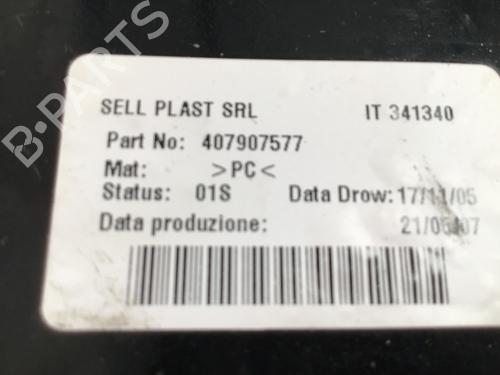 B-PARTS
SELL PLAST SRL IT 341340
Part No: 407907577
Mat: >PC<
Status: 01S Data Drow: 17/11/05
Data produzione: 21/05/07